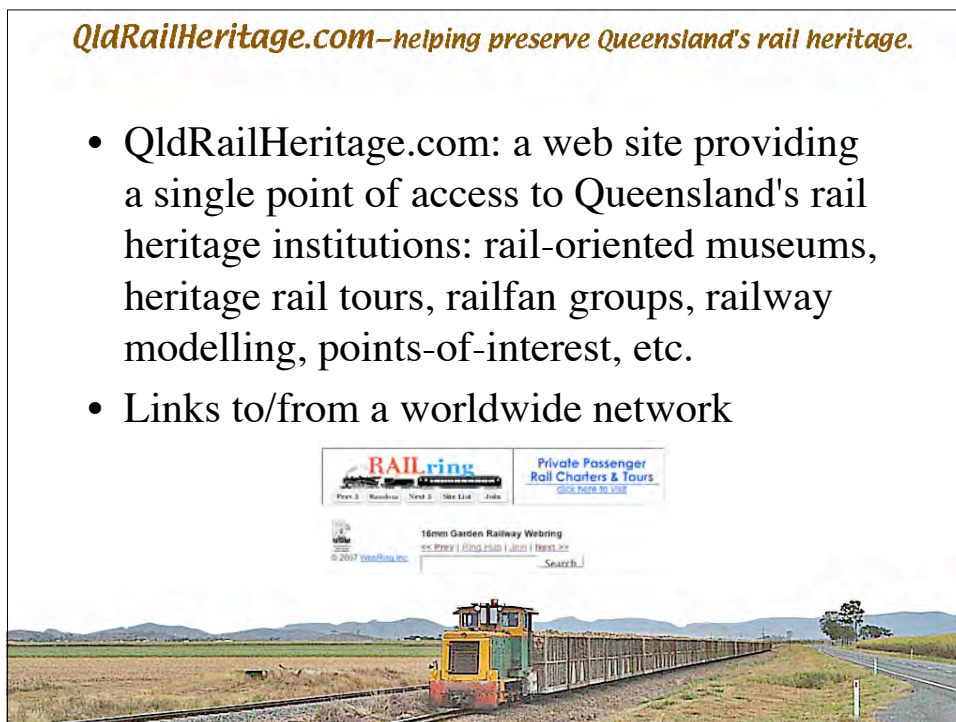 QldRailHeritage.com–helping preserve Queensland's rail heritage.
• QldRailHeritage.com: a web site providing
a single point of access to Queensland's rail
heritage institutions: rail-oriented museums,
heritage rail tours, railfan groups, railway
modelling, points-of-interest, etc.
• Links to/from a worldwide network
RAILring
Prev 5 Random Next 5 Site List Join
Private Passenger
Rail Charters & Tours
click here to visit
16mm Garden Railway Webring
<< Prev | Ring Hub | Join | Next >>
© 2007 WebRing Inc.
Search